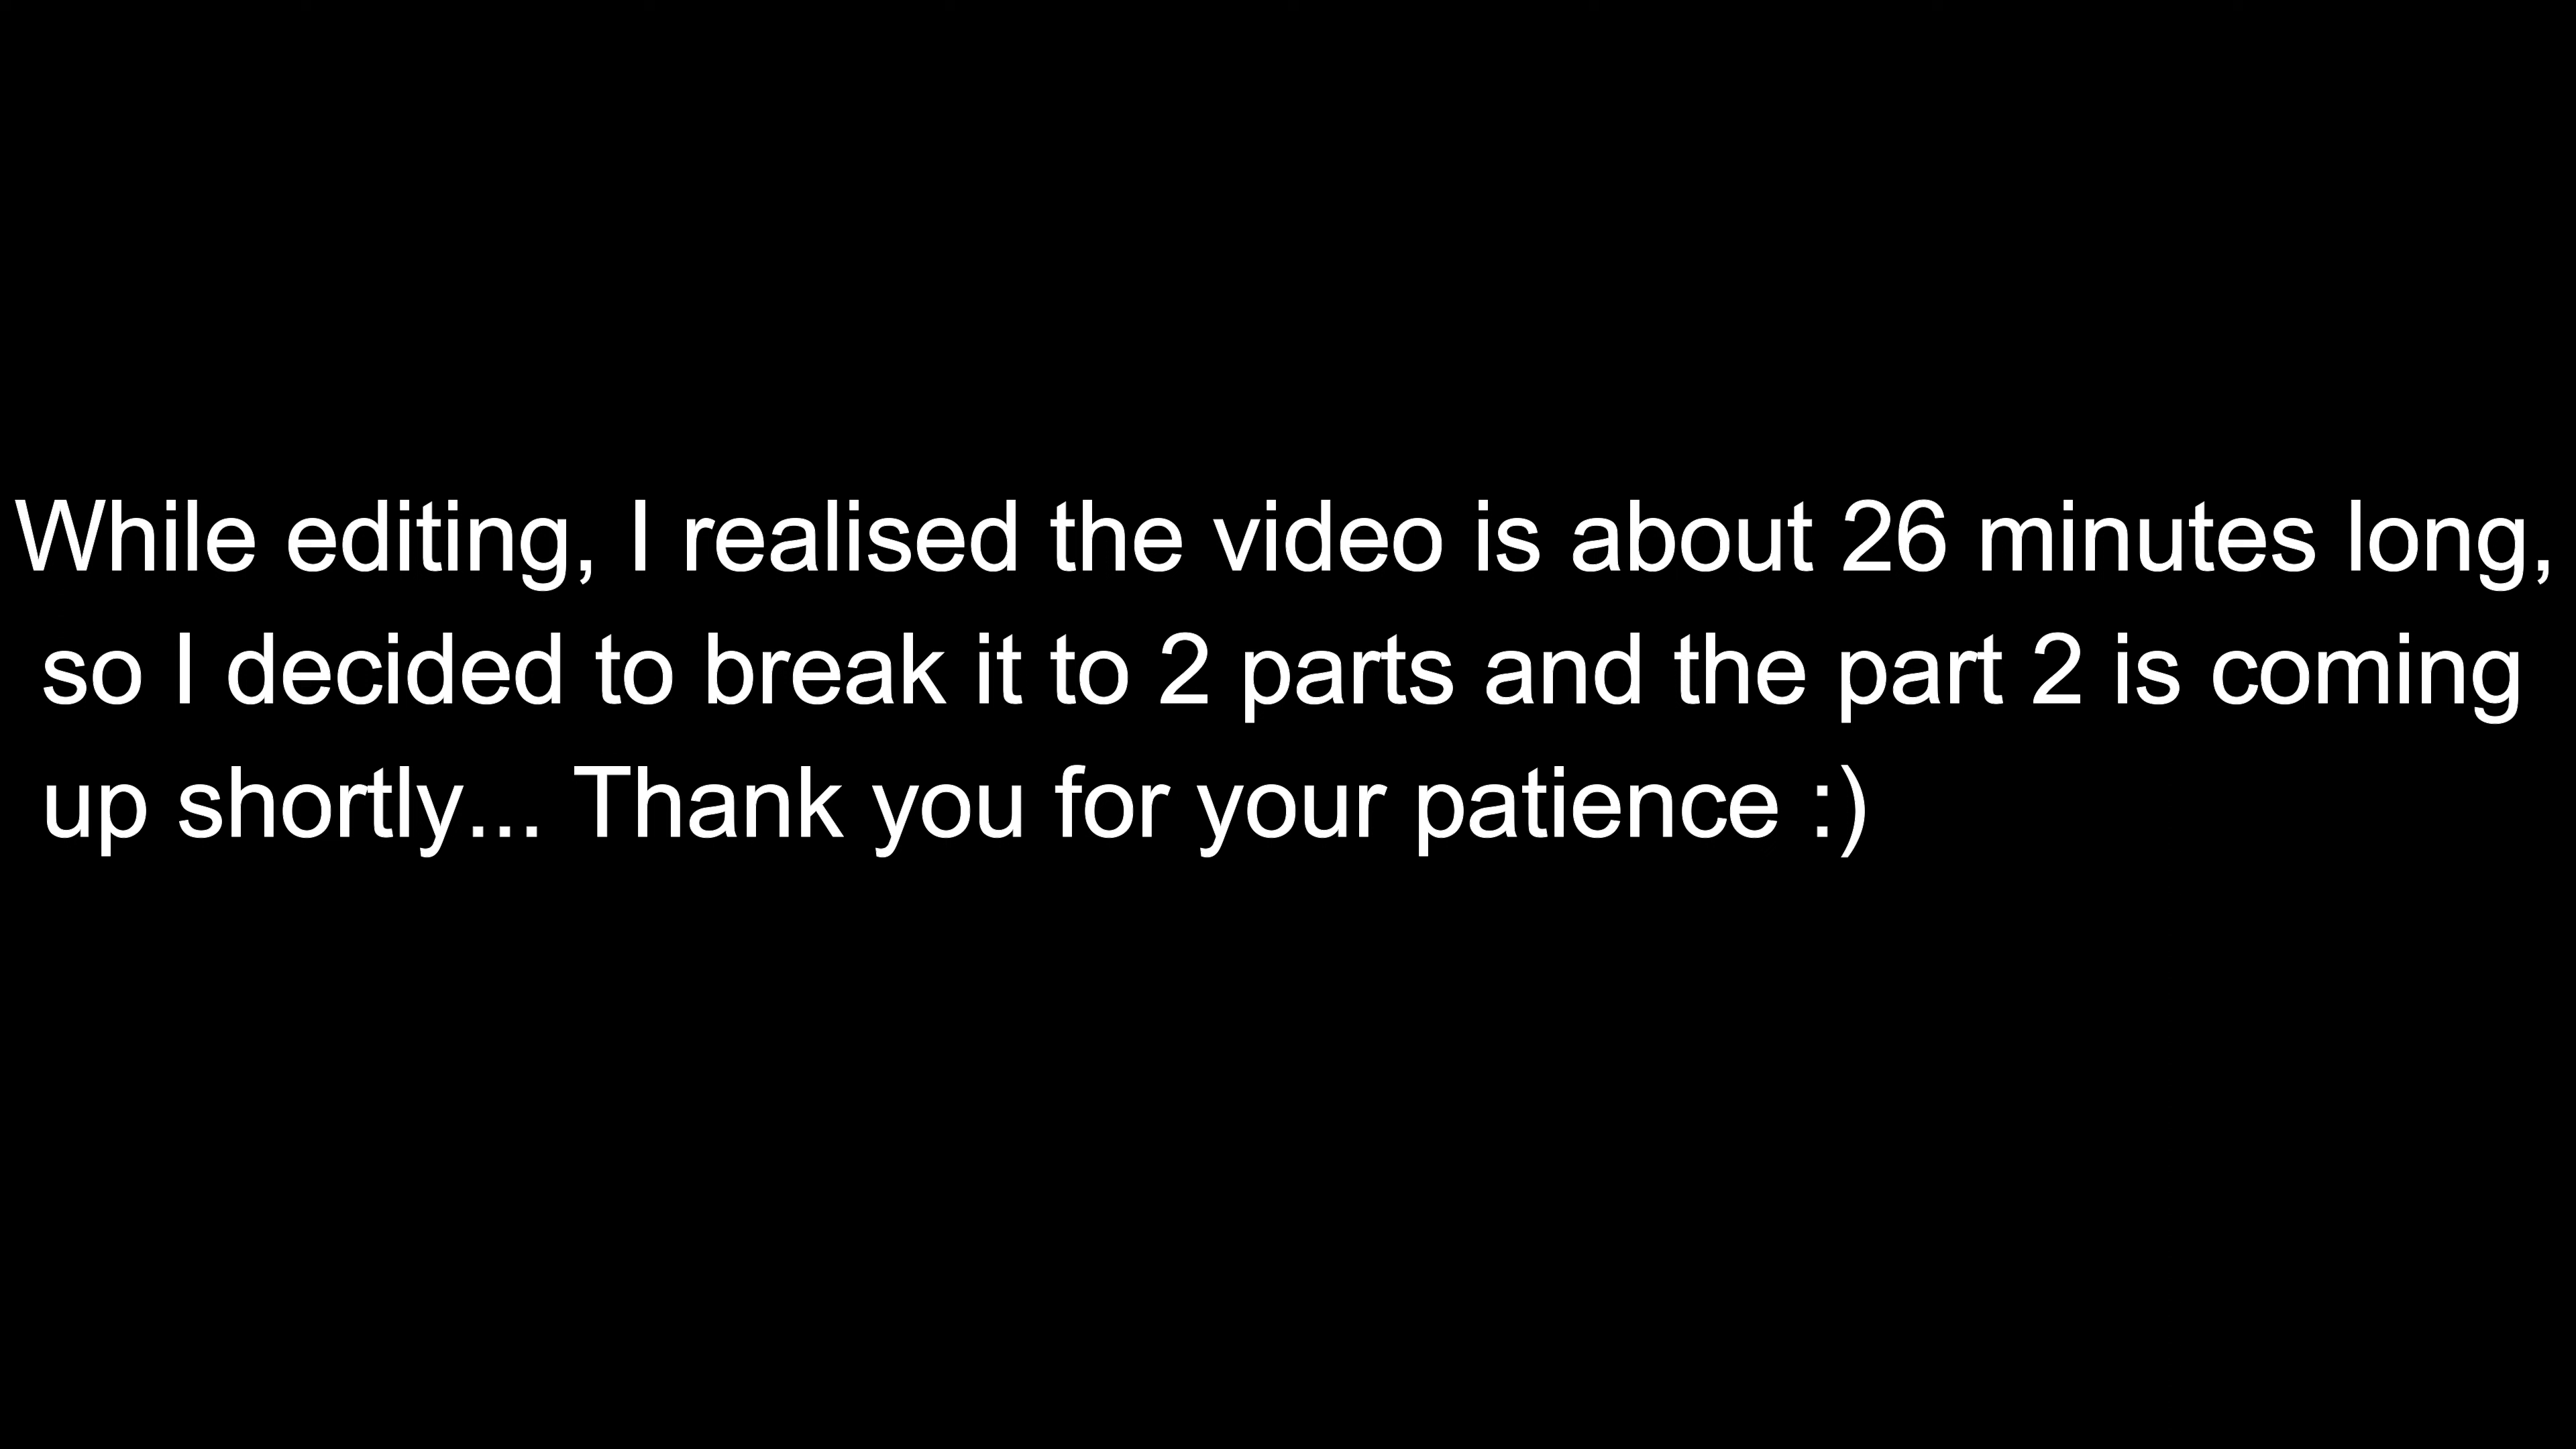 While editing, I realised the video is about 26 minutes long,
so I decided to break it to 2 parts and the part 2 is coming
up shortly... Thank you for your patience :)